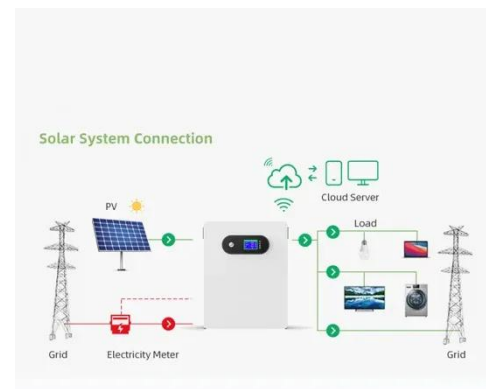 Solar System Connection
Cloud Server
PV
Load
Grid
Electricity Meter
Grid